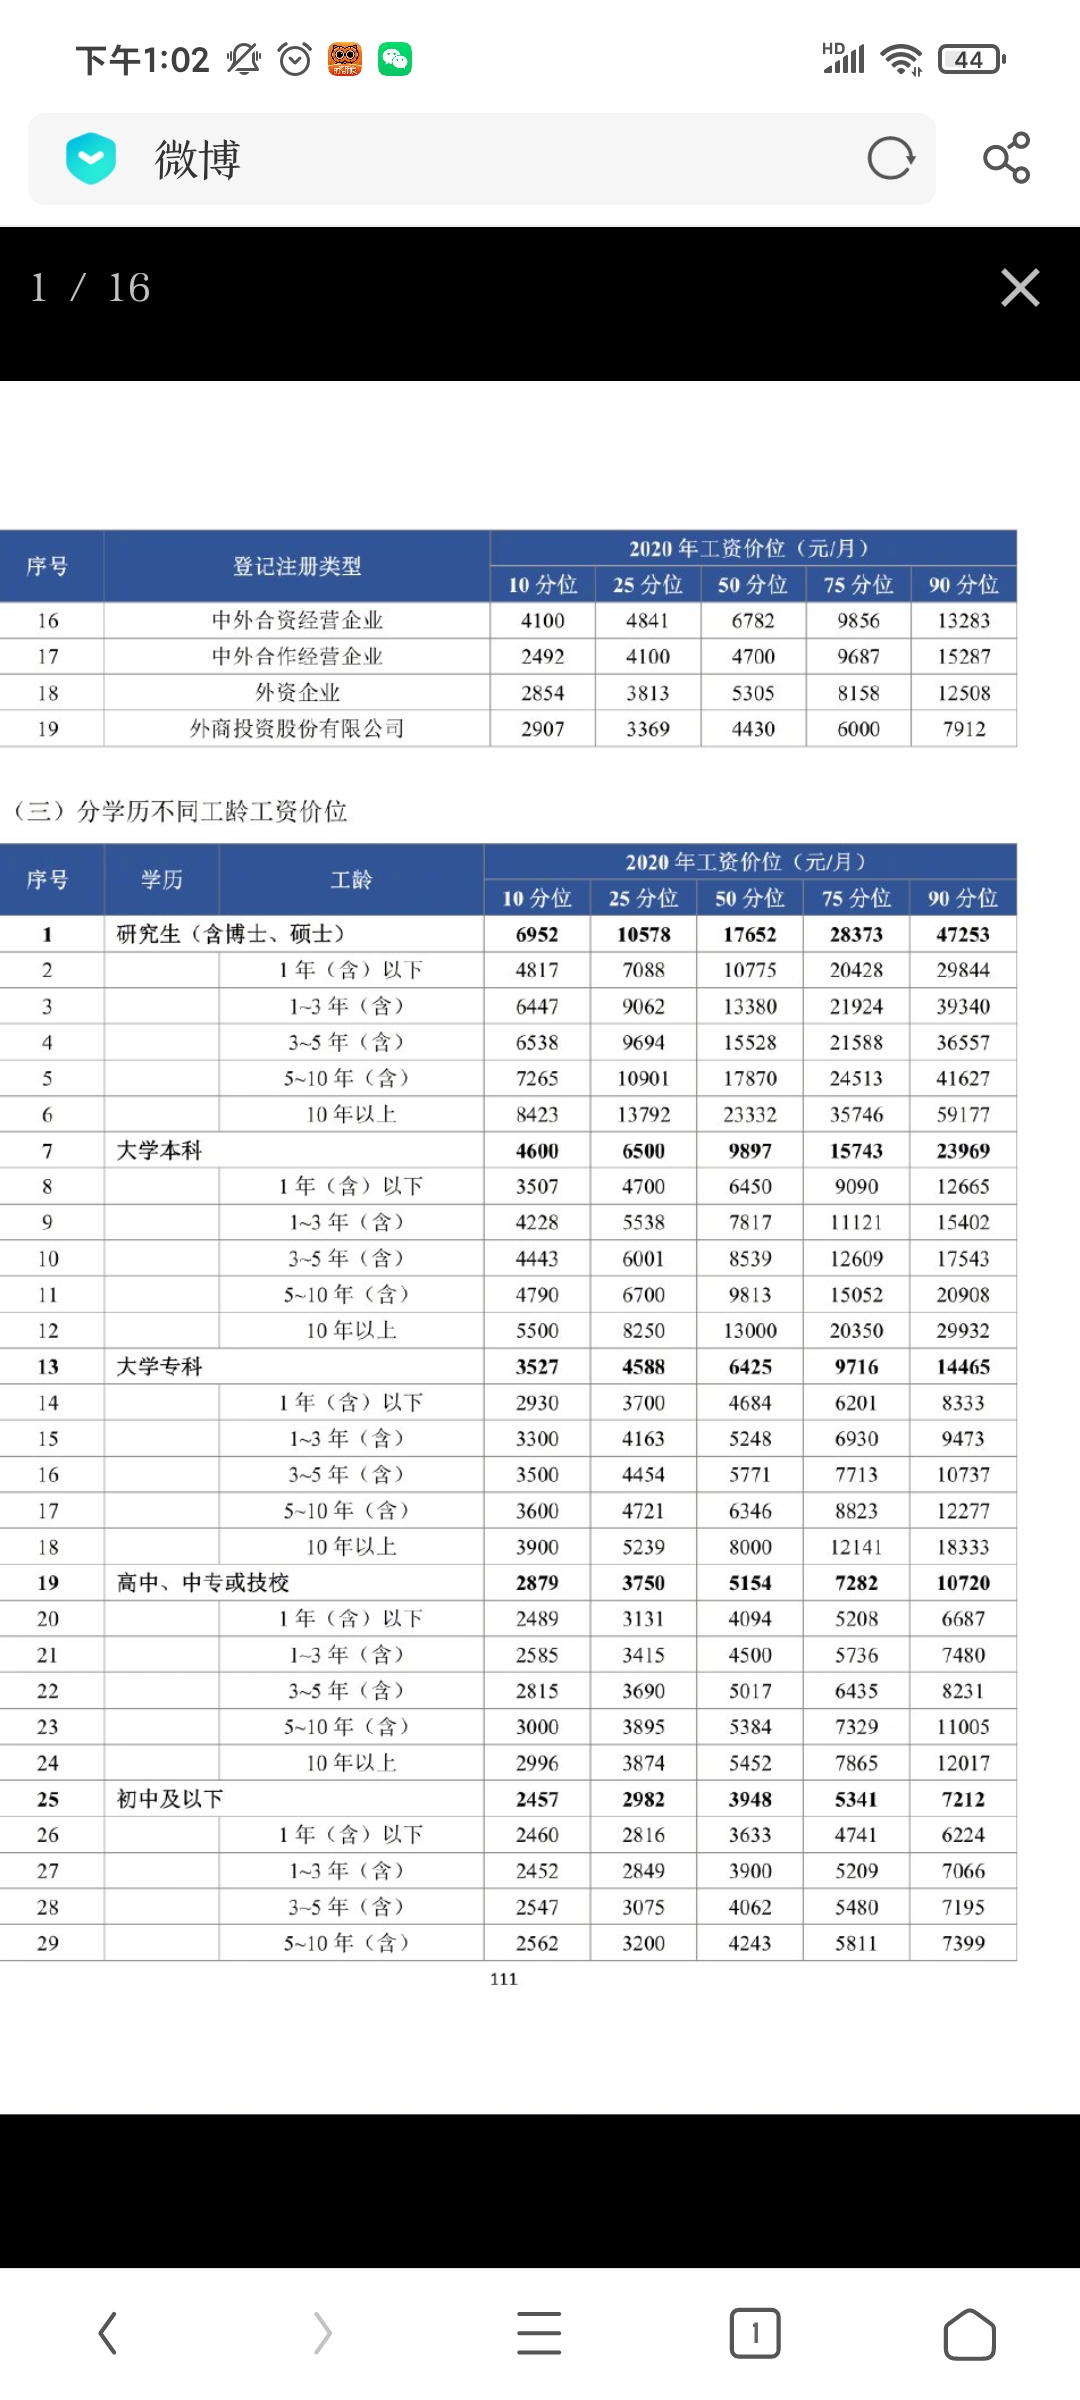 下午1:02 HD 44
微博
1 / 16
序号 登记注册类型 2020 年工资价位（元/月）
10 分位 25 分位 50 分位 75 分位 90 分位
16 中外合资经营企业 4100 4841 6782 9856 13283
17 中外合作经营企业 2492 4100 4700 9687 15287
18 外资企业 2854 3813 5305 8158 12508
19 外商投资股份有限公司 2907 3369 4430 6000 7912
（三）分学历不同工龄工资价位
序号 学历 工龄 2020 年工资价位（元/月）
10 分位 25 分位 50 分位 75 分位 90 分位
1 研究生（含博士、硕士） 6952 10578 17652 28373 47253
2 1 年（含）以下 4817 7088 10775 20428 29844
3 1~3 年（含） 6447 9062 13380 21924 39340
4 3~5 年（含） 6538 9694 15528 21588 36557
5 5~10 年（含） 7265 10901 17870 24513 41627
6 10 年以上 8423 13792 23332 35746 59177
7 大学本科 4600 6500 9897 15743 23969
8 1 年（含）以下 3507 4700 6450 9090 12665
9 1~3 年（含） 4228 5538 7817 11121 15402
10 3~5 年（含） 4443 6001 8539 12609 17543
11 5~10 年（含） 4790 6700 9813 15052 20908
12 10 年以上 5500 8250 13000 20350 29932
13 大学专科 3527 4588 6425 9716 14465
14 1 年（含）以下 2930 3700 4684 6201 8333
15 1~3 年（含） 3300 4163 5248 6930 9473
16 3~5 年（含） 3500 4454 5771 7713 10737
17 5~10 年（含） 3600 4721 6346 8823 12277
18 10 年以上 3900 5239 8000 12141 18333
19 高中、中专或技校 2879 3750 5154 7282 10720
20 1 年（含）以下 2489 3131 4094 5208 6687
21 1~3 年（含） 2585 3415 4500 5736 7480
22 3~5 年（含） 2815 3690 5017 6435 8231
23 5~10 年（含） 3000 3895 5384 7329 11005
24 10 年以上 2996 3874 5452 7865 12017
25 初中及以下 2457 2982 3948 5341 7212
26 1 年（含）以下 2460 2816 3633 4741 6224
27 1~3 年（含） 2452 2849 3900 5209 7066
28 3~5 年（含） 2547 3075 4062 5480 7195
29 5~10 年（含） 2562 3200 4243 5811 7399
111
1